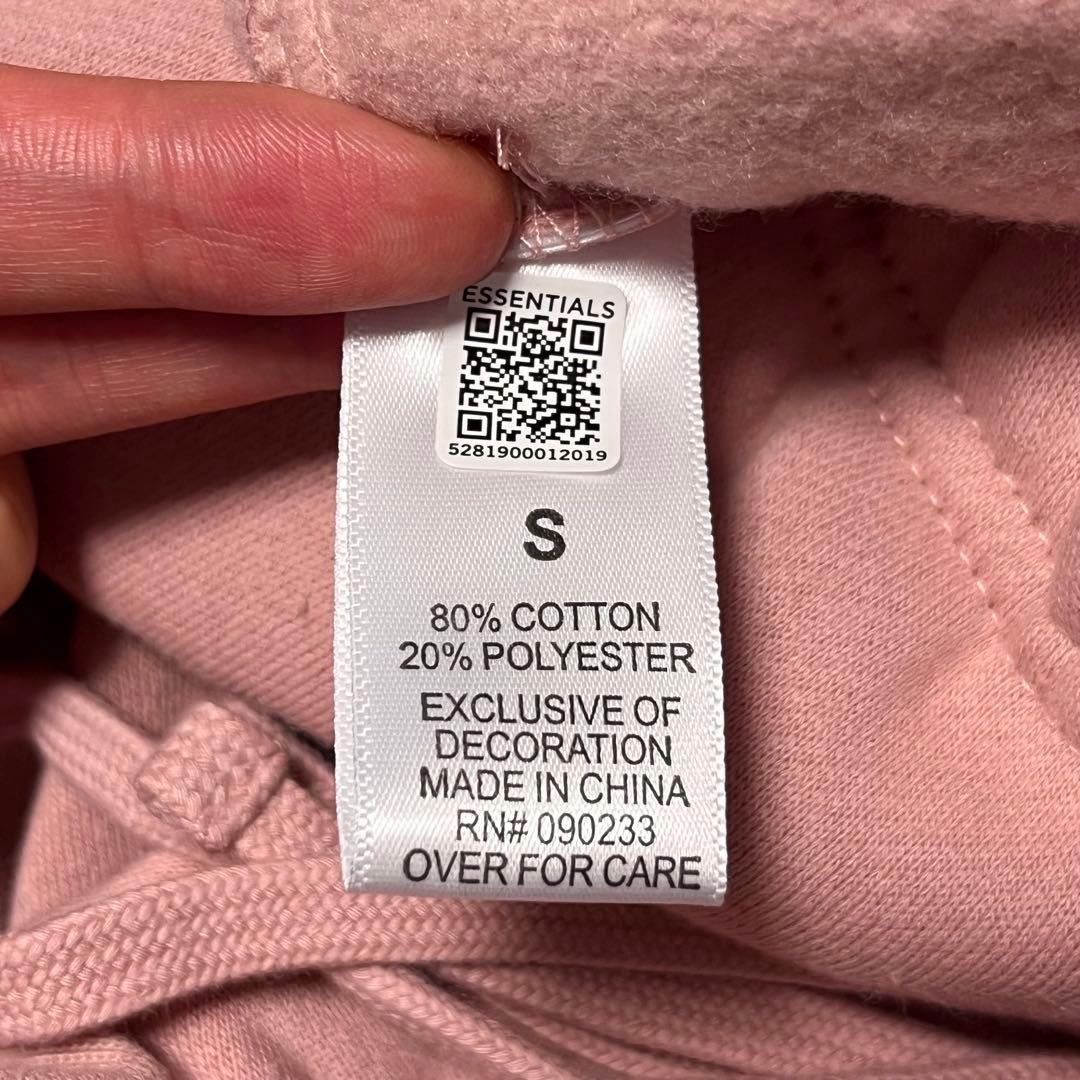 ESSENTIALS
5281900012019
S
80% COTTON
20% POLYESTER
EXCLUSIVE OF
DECORATION
MADE IN CHINA
RN# 090233
OVER FOR CARE